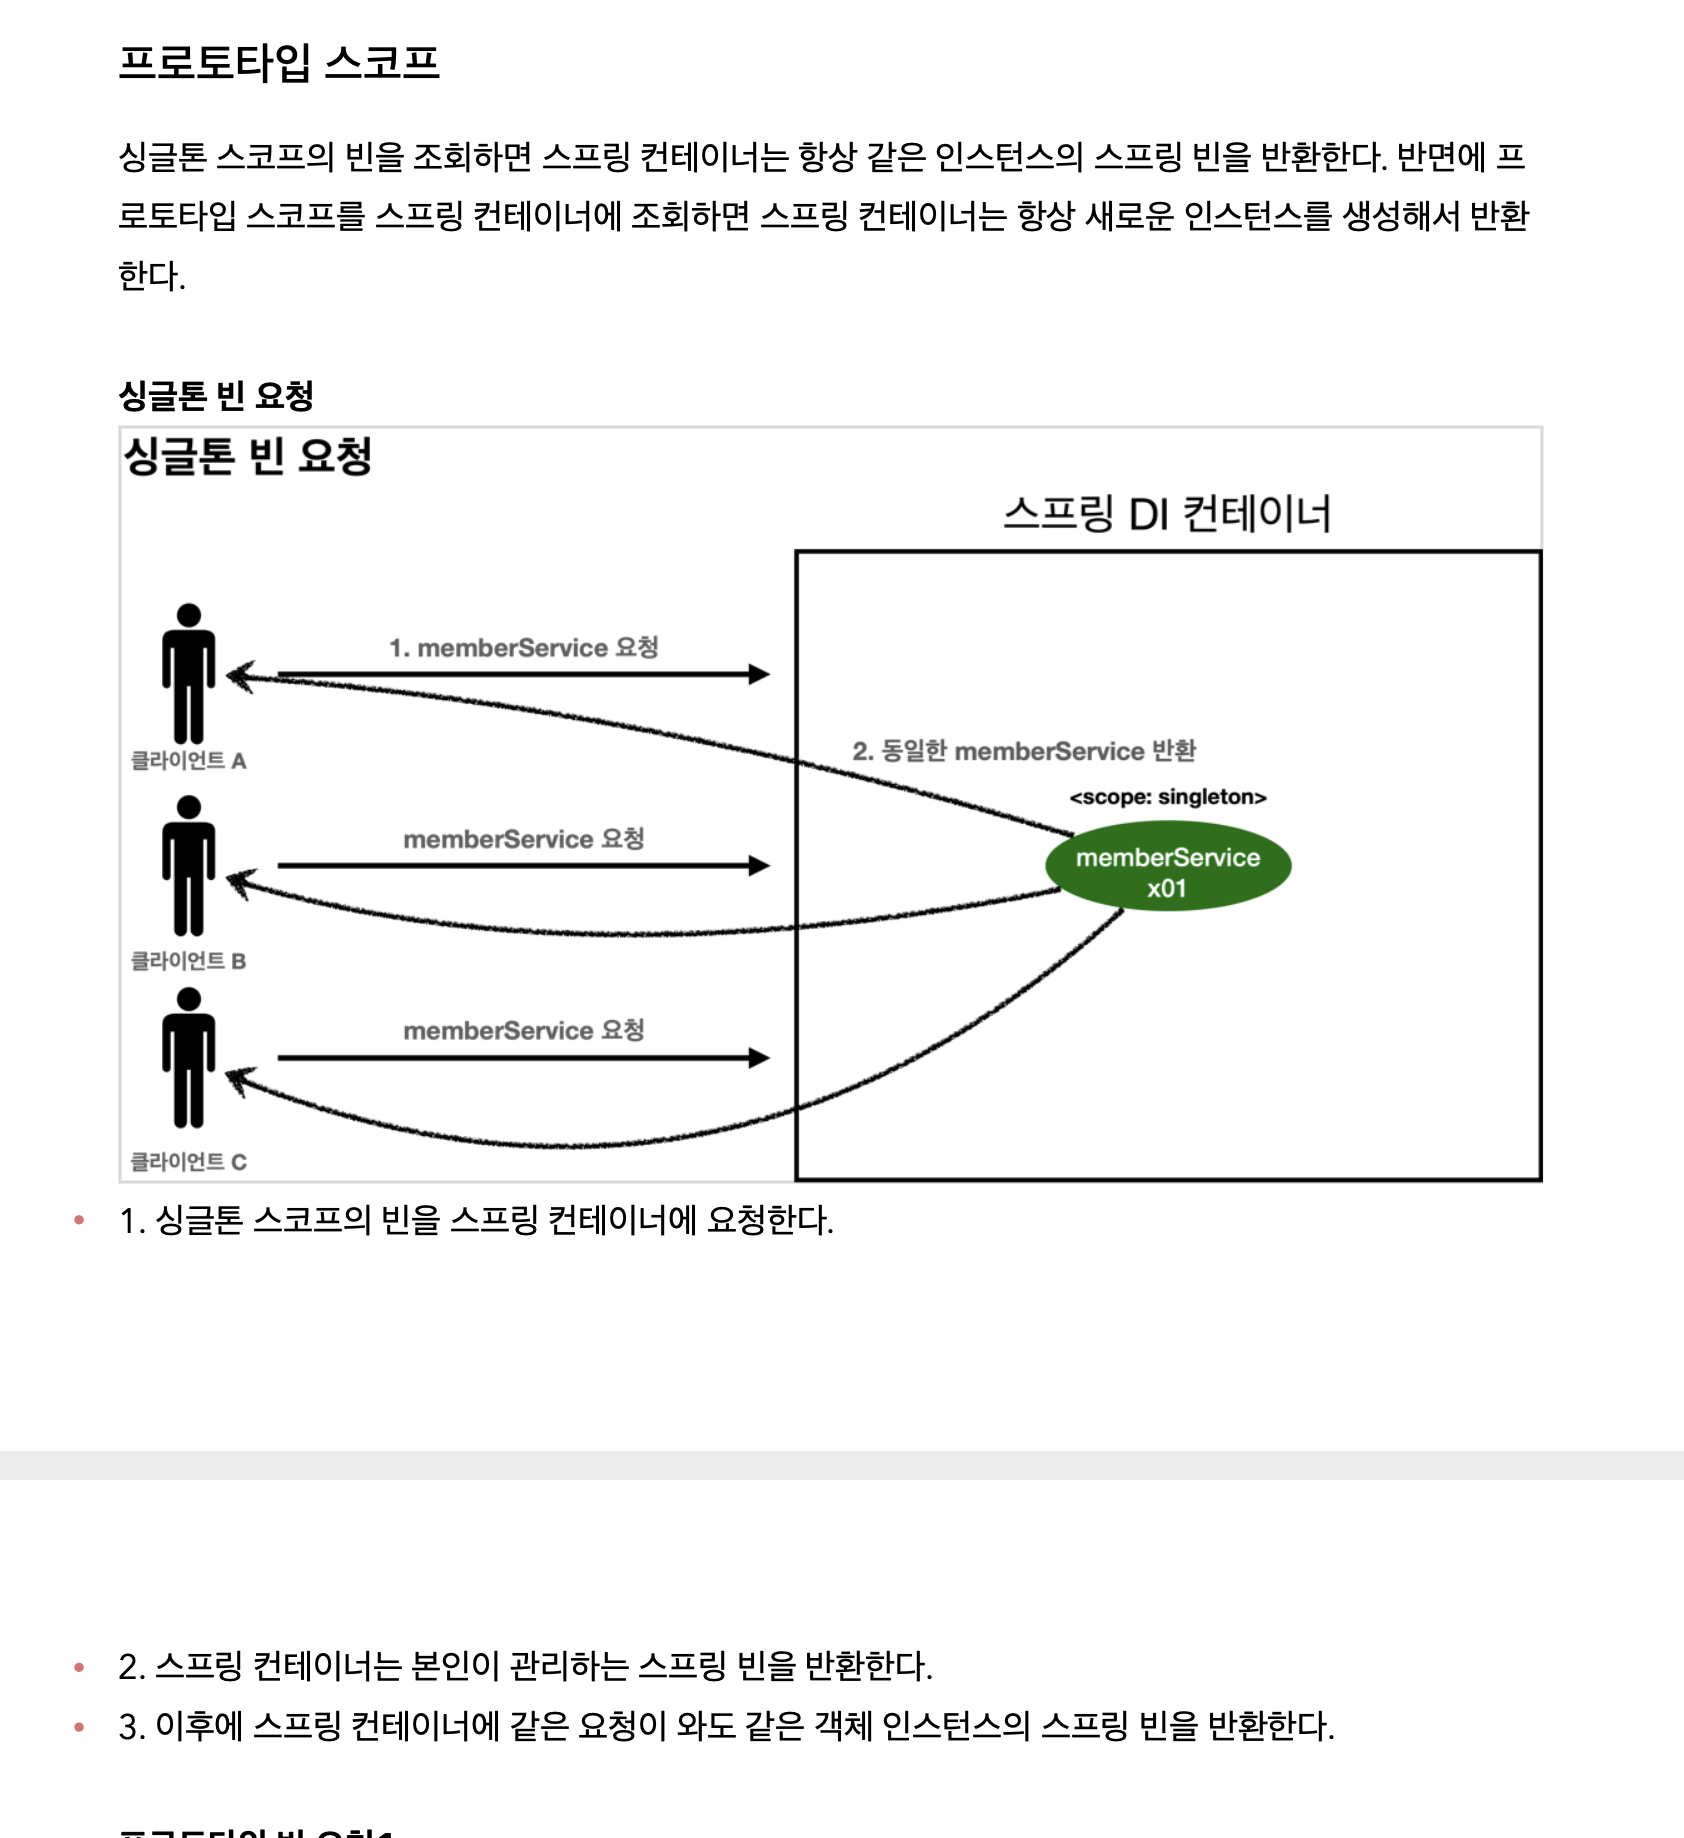 프로토타입 스코프
싱글톤 스코프의 빈을 조회하면 스프링 컨테이너는 항상 같은 인스턴스의 스프링 빈을 반환한다. 반면에 프
로토타입 스코프를 스프링 컨테이너에 조회하면 스프링 컨테이너는 항상 새로운 인스턴스를 생성해서 반환
한다.
싱글톤 빈 요청
싱글톤 빈 요청
스프링 DI 컨테이너
1. memberService 요청
클라이언트 A
2. 동일한 memberService 반환
<scope: singleton>
memberService 요청
memberService
x01
클라이언트 B
memberService 요청
클라이언트 C
• 1. 싱글톤 스코프의 빈을 스프링 컨테이너에 요청한다.
• 2. 스프링 컨테이너는 본인이 관리하는 스프링 빈을 반환한다.
• 3. 이후에 스프링 컨테이너에 같은 요청이 와도 같은 객체 인스턴스의 스프링 빈을 반환한다.
프로토타입 빈 요청1